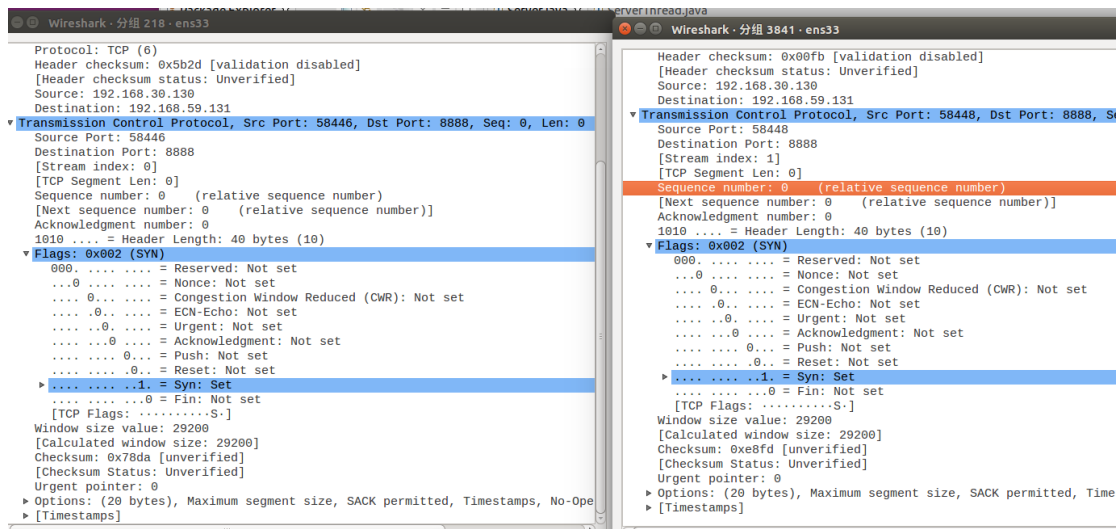 ServerThread.java
Wireshark · 分组 218 · ens33
Protocol: TCP (6)
Header checksum: 0x5b2d [validation disabled]
[Header checksum status: Unverified]
Source: 192.168.30.130
Destination: 192.168.59.131
Transmission Control Protocol, Src Port: 58446, Dst Port: 8888, Seq: 0, Len: 0
Source Port: 58446
Destination Port: 8888
[Stream index: 0]
[TCP Segment Len: 0]
Sequence number: 0    (relative sequence number)
[Next sequence number: 0    (relative sequence number)]
Acknowledgment number: 0
1010 .... = Header Length: 40 bytes (10)
Flags: 0x002 (SYN)
000. .... .... = Reserved: Not set
...0 .... .... = Nonce: Not set
.... 0... .... = Congestion Window Reduced (CWR): Not set
.... .0.. .... = ECN-Echo: Not set
.... ..0. .... = Urgent: Not set
.... ...0 .... = Acknowledgment: Not set
.... .... 0... = Push: Not set
.... .... .0.. = Reset: Not set
.... .... ..1. = Syn: Set
.... .... ...0 = Fin: Not set
[TCP Flags: ··········S·]
Window size value: 29200
[Calculated window size: 29200]
Checksum: 0x78da [unverified]
[Checksum Status: Unverified]
Urgent pointer: 0
Options: (20 bytes), Maximum segment size, SACK permitted, Timestamps, No-Ope
[Timestamps]
Wireshark · 分组 3841 · ens33
Header checksum: 0x00fb [validation disabled]
[Header checksum status: Unverified]
Source: 192.168.30.130
Destination: 192.168.59.131
Transmission Control Protocol, Src Port: 58448, Dst Port: 8888, Se
Source Port: 58448
Destination Port: 8888
[Stream index: 1]
[TCP Segment Len: 0]
Sequence number: 0    (relative sequence number)
[Next sequence number: 0    (relative sequence number)]
Acknowledgment number: 0
1010 .... = Header Length: 40 bytes (10)
Flags: 0x002 (SYN)
000. .... .... = Reserved: Not set
...0 .... .... = Nonce: Not set
.... 0... .... = Congestion Window Reduced (CWR): Not set
.... .0.. .... = ECN-Echo: Not set
.... ..0. .... = Urgent: Not set
.... ...0 .... = Acknowledgment: Not set
.... .... 0... = Push: Not set
.... .... .0.. = Reset: Not set
.... .... ..1. = Syn: Set
.... .... ...0 = Fin: Not set
[TCP Flags: ··········S·]
Window size value: 29200
[Calculated window size: 29200]
Checksum: 0xe8fd [unverified]
[Checksum Status: Unverified]
Urgent pointer: 0
Options: (20 bytes), Maximum segment size, SACK permitted, Time
[Timestamps]